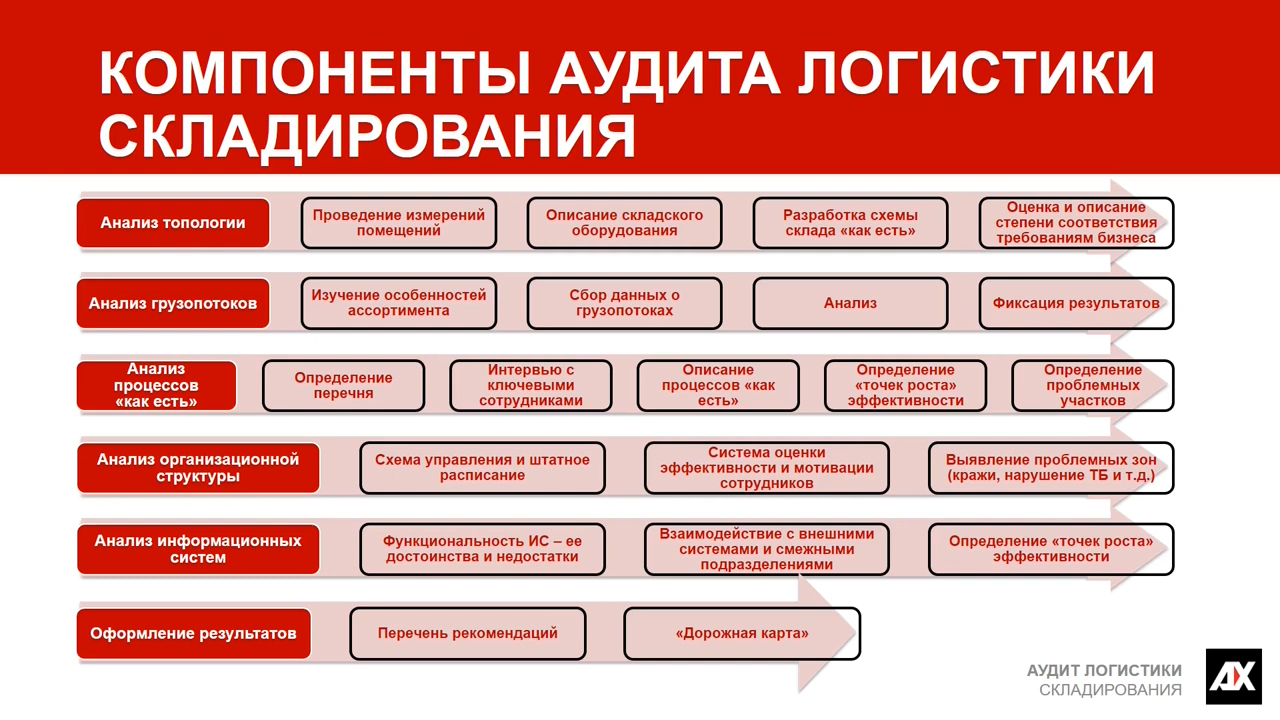 КОМПОНЕНТЫ АУДИТА ЛОГИСТИКИ
СКЛАДИРОВАНИЯ
Анализ топологии
Проведение измерений
помещений
Описание складского
оборудования
Разработка схемы
склада «как есть»
Оценка и описание
степени соответствия
требованиям бизнеса
Анализ грузопотоков
Изучение особенностей
ассортимента
Сбор данных о
грузопотоках
Анализ
Фиксация результатов
Анализ
процессов
«как есть»
Определение
перечня
Интервью с
ключевыми
сотрудниками
Описание
процессов «как
есть»
Определение
«точек роста»
эффективности
Определение
проблемных
участков
Анализ организационной
структуры
Схема управления и штатное
расписание
Система оценки
эффективности и мотивации
сотрудников
Выявление проблемных зон
(кражи, нарушение ТБ и т.д.)
Анализ информационных
систем
Функциональность ИС – ее
достоинства и недостатки
Взаимодействие с внешними
системами и смежными
подразделениями
Определение «точек роста»
эффективности
Оформление результатов
Перечень рекомендаций
«Дорожная карта»
АУДИТ ЛОГИСТИКИ
СКЛАДИРОВАНИЯ
AX